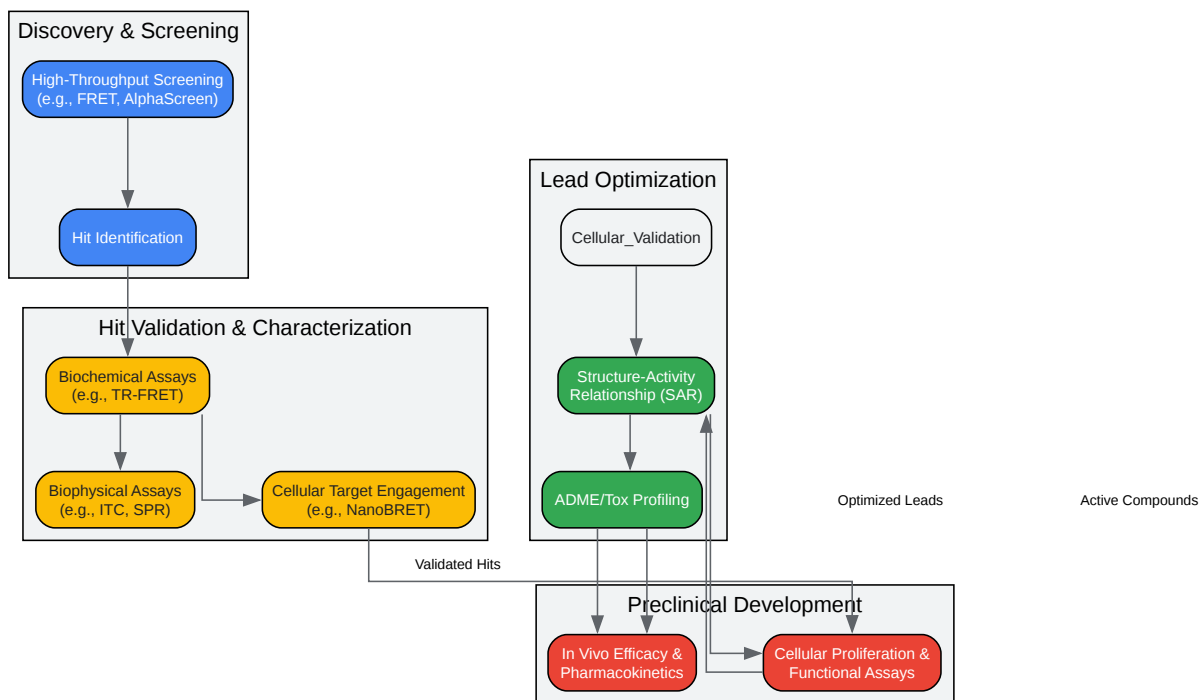 Discovery & Screening
High-Throughput Screening
(e.g., FRET, AlphaScreen)
Hit Identification
Hit Validation & Characterization
Biochemical Assays
(e.g., TR-FRET)
Biophysical Assays
(e.g., ITC, SPR)
Cellular Target Engagement
(e.g., NanoBRET)
Validated Hits
Lead Optimization
Cellular_Validation
Structure-Activity
Relationship (SAR)
ADME/Tox Profiling
Optimized Leads
Active Compounds
Preclinical Development
In Vivo Efficacy &
Pharmacokinetics
Cellular Proliferation &
Functional Assays